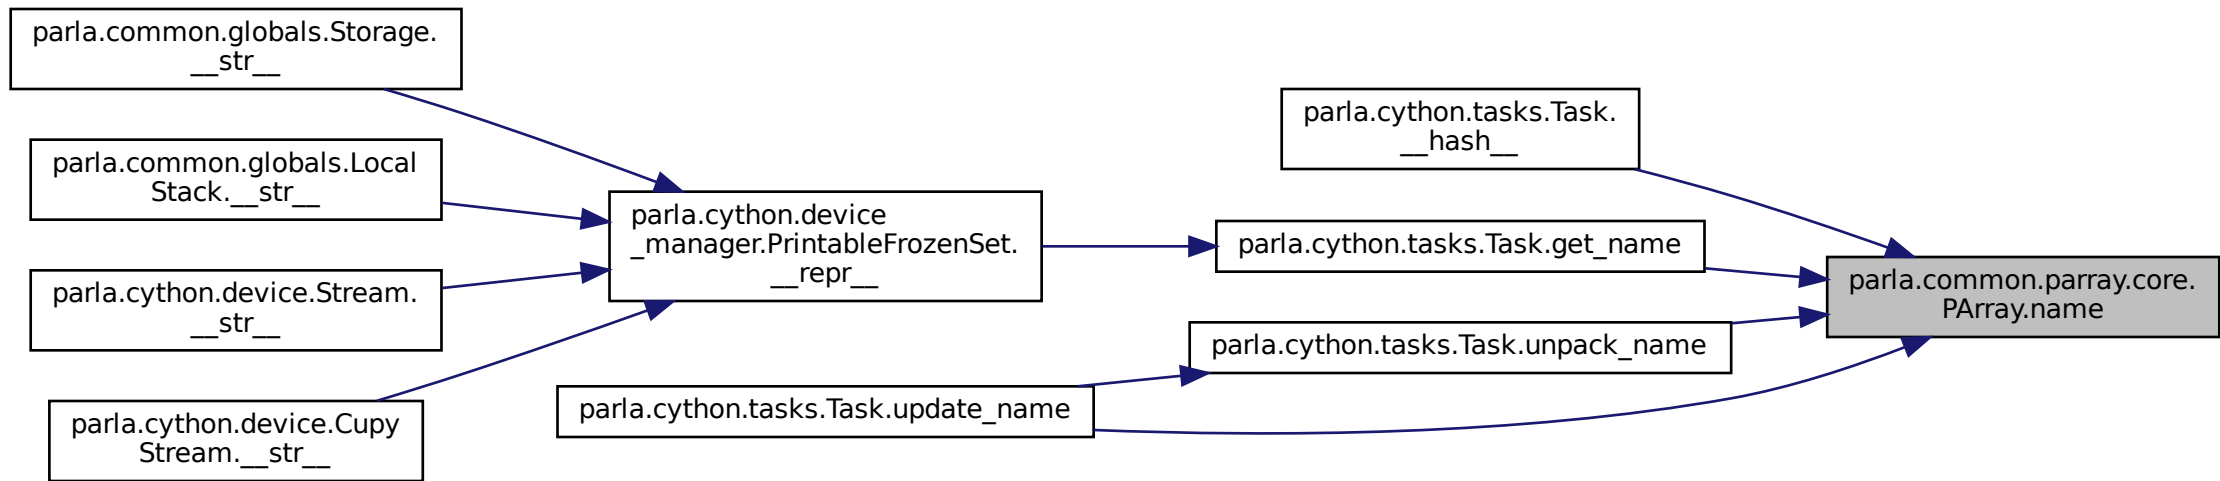 parla.common.globals.Storage.
__str__
parla.common.globals.Local
Stack.__str__
parla.cython.device.Stream.
__str__
parla.cython.device.Cupy
Stream.__str__
parla.cython.device
_manager.PrintableFrozenSet.
__repr__
parla.cython.tasks.Task.update_name
parla.cython.tasks.Task.
__hash__
parla.cython.tasks.Task.get_name
parla.cython.tasks.Task.unpack_name
parla.common.parray.core.
PArray.name